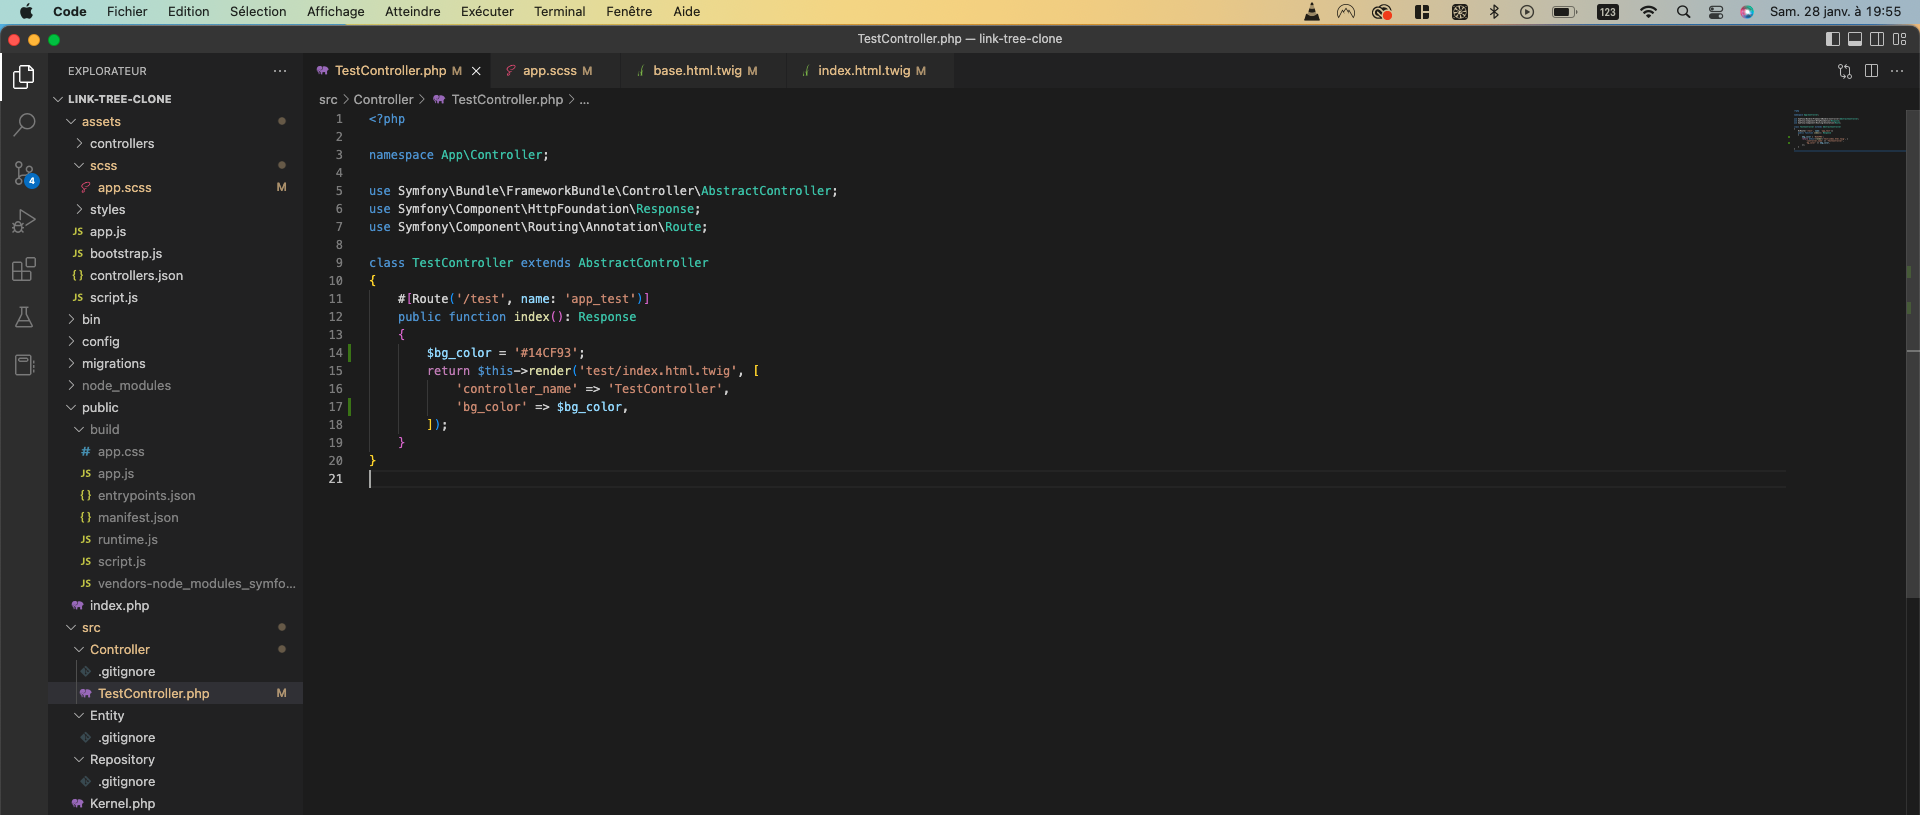 Code Fichier Edition Sélection Affichage Atteindre Exécuter Terminal Fenêtre Aide 123 Sam. 28 janv. à 19:55
TestController.php — link-tree-clone
EXPLORATEUR
LINK-TREE-CLONE
assets
controllers
scss
app.scss M
styles
JS app.js
JS bootstrap.js
{} controllers.json
JS script.js
bin
config
migrations
node_modules
public
build
# app.css
JS app.js
{} entrypoints.json
{} manifest.json
JS runtime.js
JS script.js
JS vendors-node_modules_symfo...
index.php
src
Controller
.gitignore
TestController.php M
Entity
.gitignore
Repository
.gitignore
Kernel.php
4
TestController.php M app.scss M base.html.twig M index.html.twig M
src > Controller > TestController.php > ...
1 <?php
2
3 namespace App\Controller;
4
5 use Symfony\Bundle\FrameworkBundle\Controller\AbstractController;
6 use Symfony\Component\HttpFoundation\Response;
7 use Symfony\Component\Routing\Annotation\Route;
8
9 class TestController extends AbstractController
10 {
11 #[Route('/test', name: 'app_test')]
12 public function index(): Response
13 {
14 $bg_color = '#14CF93';
15 return $this->render('test/index.html.twig', [
16 'controller_name' => 'TestController',
17 'bg_color' => $bg_color,
18 ]);
19 }
20 }
21